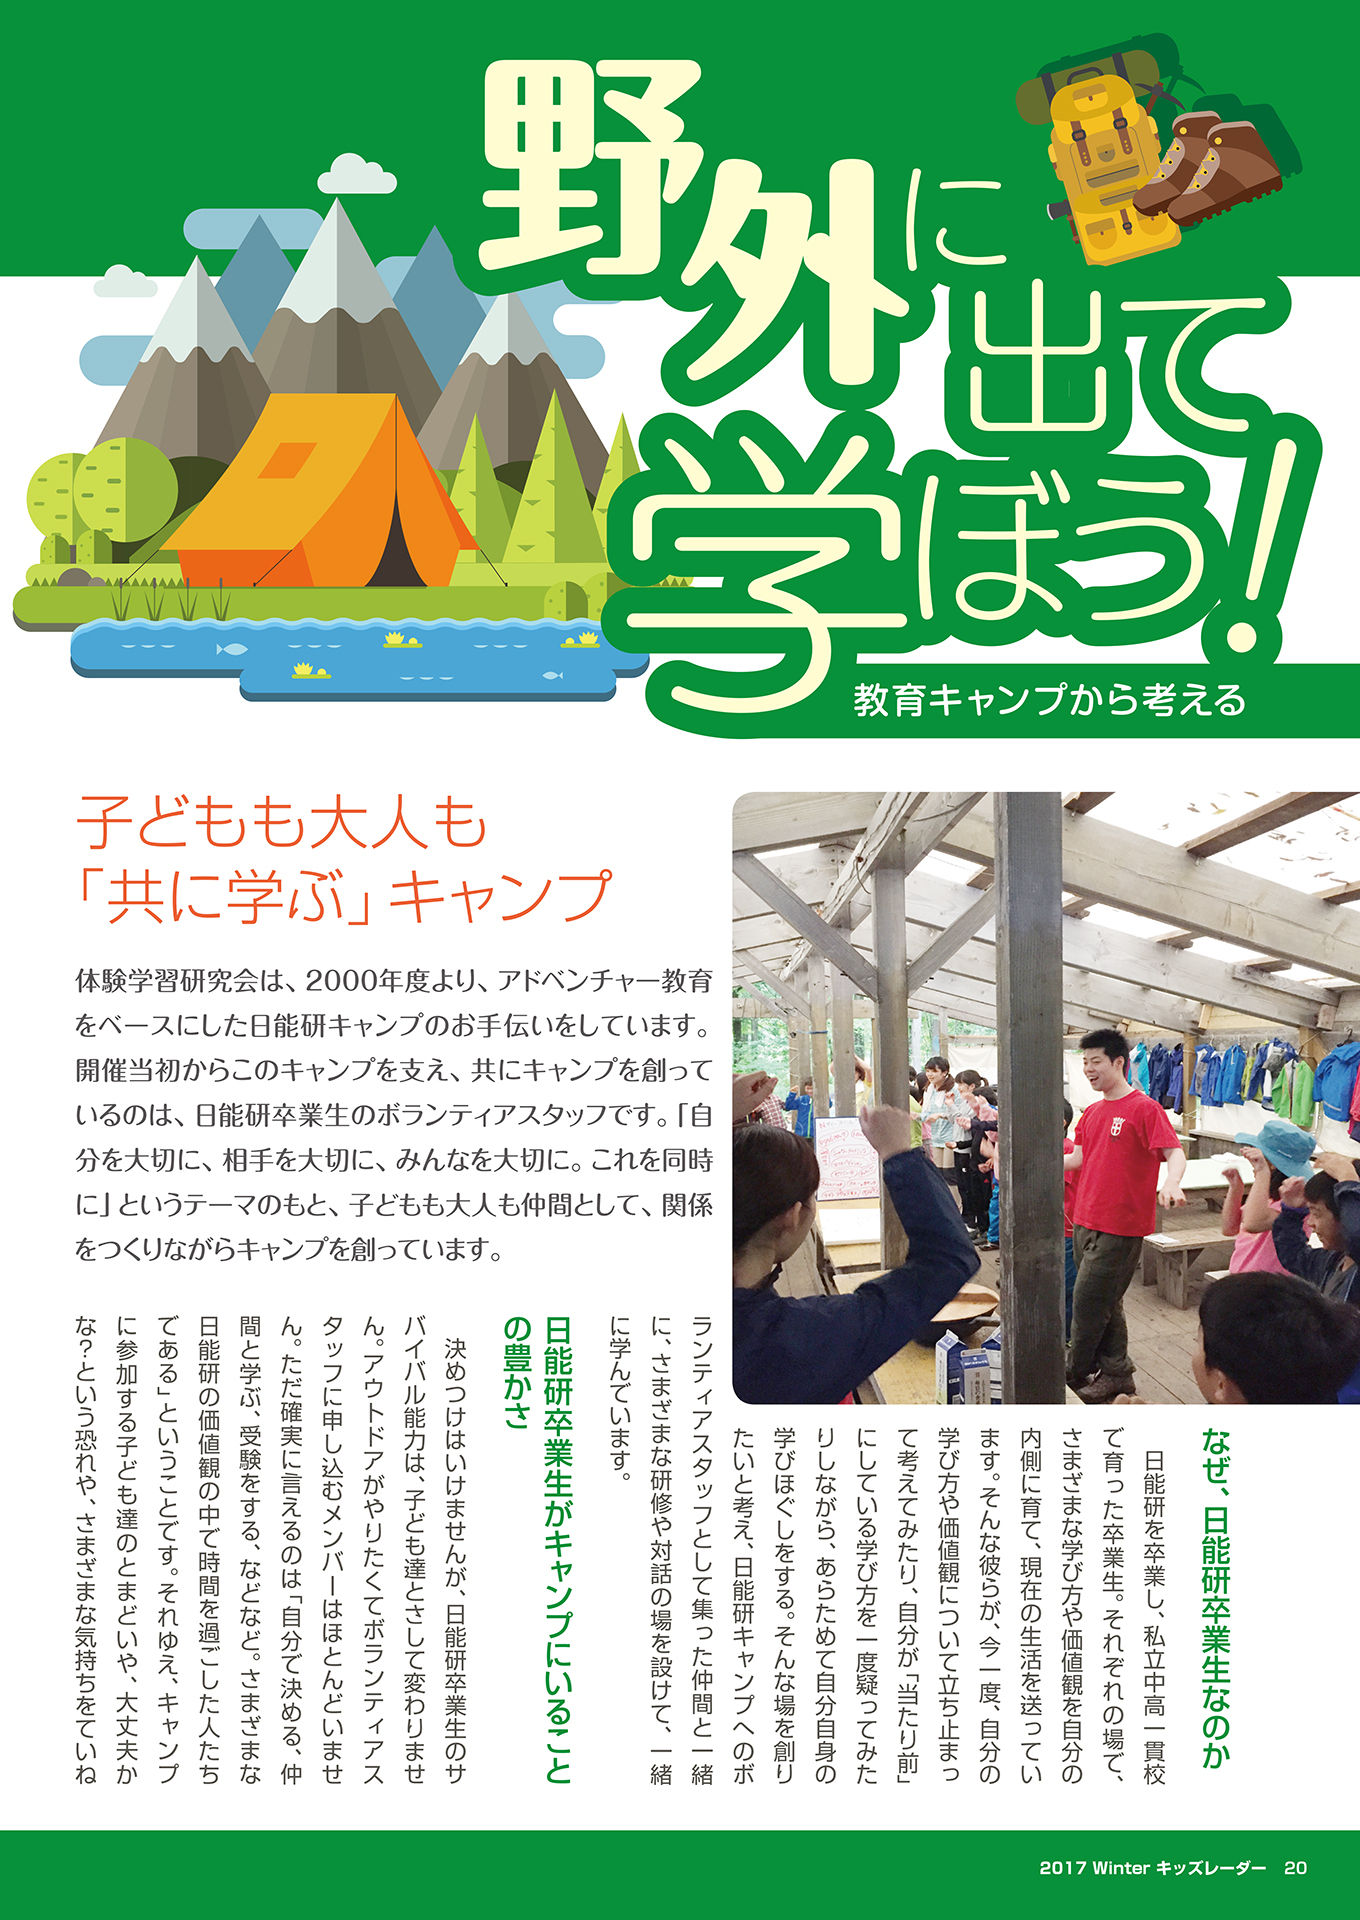 野外に
出て
学ぼう!
教育キャンプから考える
子どもも大人も
「共に学ぶ」キャンプ
体験学習研究会は、2000年度より、アドベンチャー教育
をベースにした日能研キャンプのお手伝いをしています。
開催当初からこのキャンプを支え、共にキャンプを創って
いるのは、日能研卒業生のボランティアスタッフです。「自
分を大切に、相手を大切に、みんなを大切に。これを同時
に」というテーマのもと、子どもも大人も仲間として、関係
をつくりながらキャンプを創っています。
なぜ、日能研卒業生なのか
日能研を卒業し、私立中高一貫校
で育った卒業生。それぞれの場で、
さまざまな学び方や価値観を自分の
内側に育て、現在の生活を送ってい
ます。そんな彼らが、今一度、自分の
学び方や価値観について立ち止まっ
て考えてみたり、自分が「当たり前」
にしている学び方を一度疑ってみた
りしながら、あらためて自分自身の
学びほぐしをする。そんな場を創り
たいと考え、日能研キャンプへのボ
ランティアスタッフとして集った仲間と一緒
に、さまざまな研修や対話の場を設けて、一緒
に学んでいます。
日能研卒業生がキャンプにいること
の豊かさ
決めつけはいけませんが、日能研卒業生のサ
バイバル能力は、子ども達とさして変わりませ
ん。アウトドアがやりたくてボランティアス
タッフに申し込むメンバーはほとんどいませ
ん。ただ確実に言えるのは「自分で決める、仲
間と学ぶ、受験をする、などなど。さまざまな
日能研の価値観の中で時間を過ごした人たち
である」ということです。それゆえ、キャンプ
に参加する子ども達のとまどいや、大丈夫か
な?という恐れや、さまざまな気持ちをていね
2017 Winter キッズレーダー 20